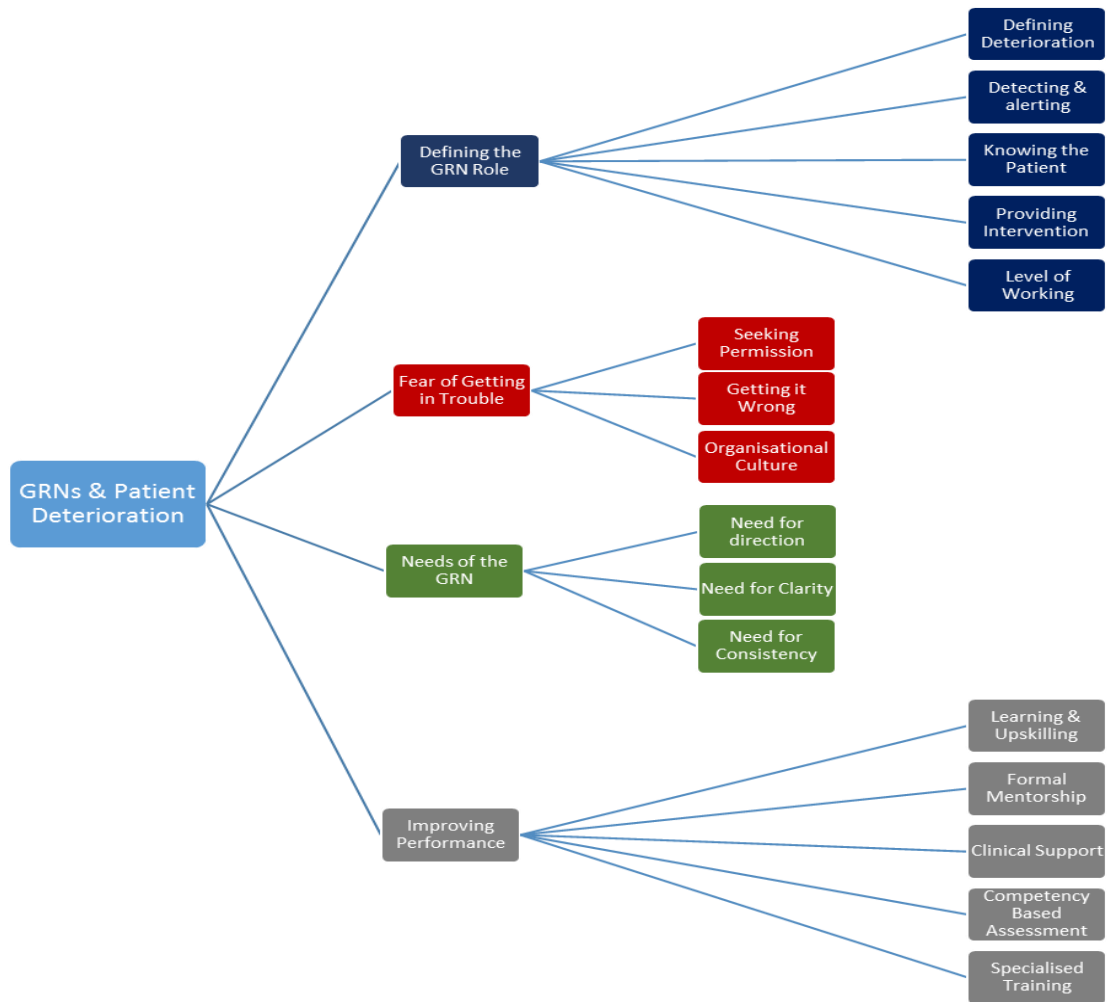 GRNs & Patient
Deterioration
Defining the
GRN Role
Defining
Deterioration
Detecting &
alerting
Knowing the
Patient
Providing
Intervention
Level of
Working
Fear of Getting
in Trouble
Seeking
Permission
Getting it
Wrong
Organisational
Culture
Needs of the
GRN
Need for
direction
Need for Clarity
Need for
Consistency
Improving
Performance
Learning &
Upskilling
Formal
Mentorship
Clinical Support
Competency
Based
Assessment
Specialised
Training